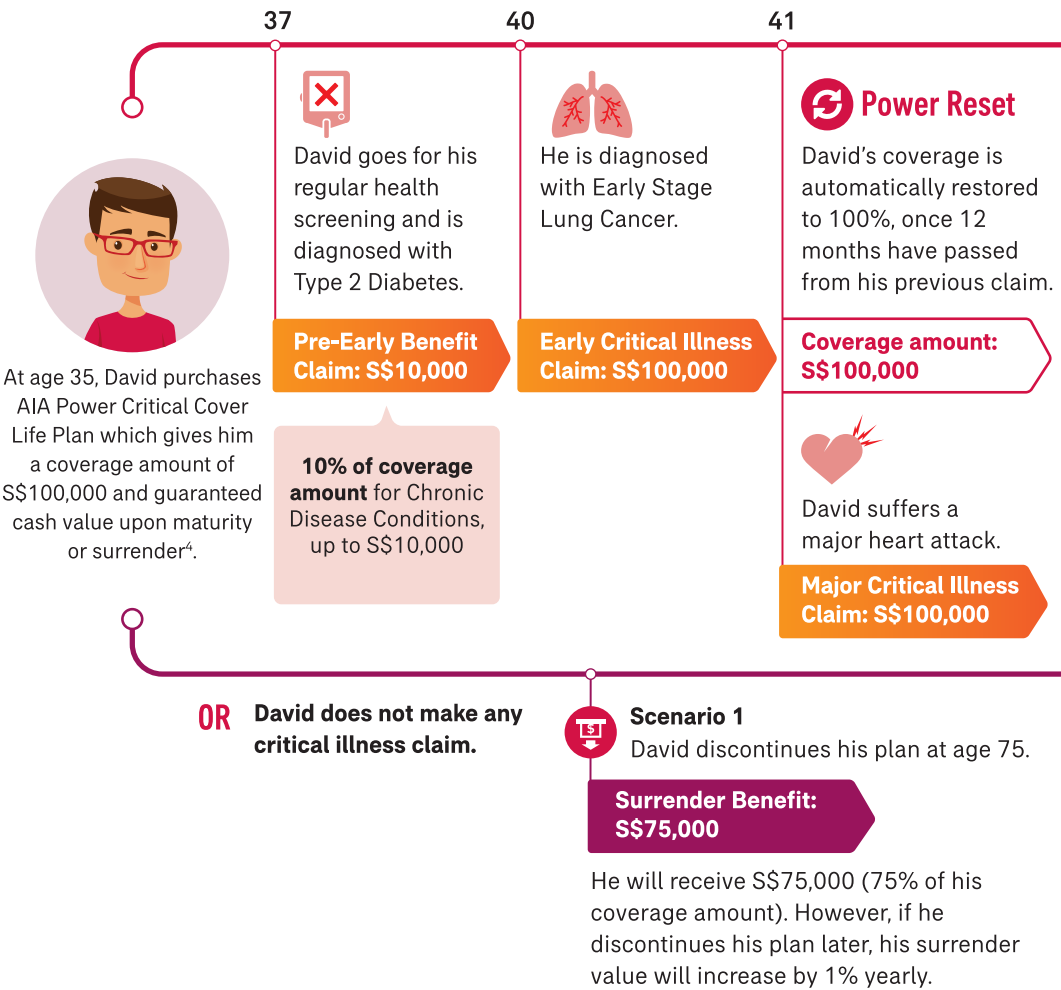 37
40
41
David goes for his
regular health
screening and is
diagnosed with
Type 2 Diabetes.
He is diagnosed
with Early Stage
Lung Cancer.
Power Reset
David’s coverage is
automatically restored
to 100%, once 12
months have passed
from his previous claim.
At age 35, David purchases
AIA Power Critical Cover
Life Plan which gives him
a coverage amount of
S$100,000 and guaranteed
cash value upon maturity
or surrender⁴.
Pre-Early Benefit
Claim: S$10,000
Early Critical Illness
Claim: S$100,000
Coverage amount:
S$100,000
10% of coverage
amount for Chronic
Disease Conditions,
up to S$10,000
David suffers a
major heart attack.
Major Critical Illness
Claim: S$100,000
OR
David does not make any
critical illness claim.
$
Scenario 1
David discontinues his plan at age 75.
Surrender Benefit:
S$75,000
He will receive S$75,000 (75% of his
coverage amount). However, if he
discontinues his plan later, his surrender
value will increase by 1% yearly.